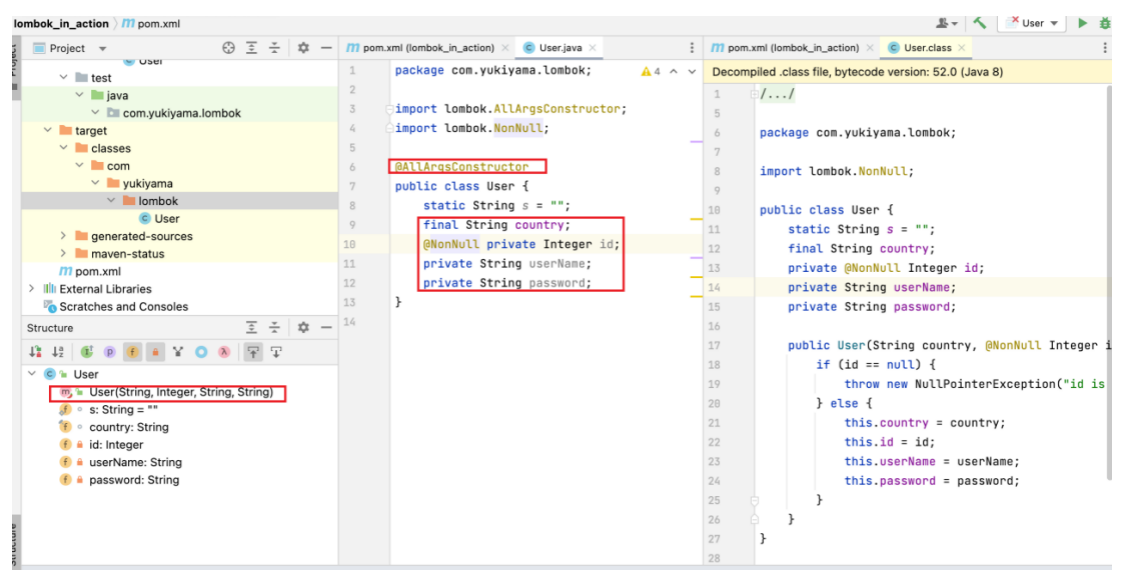 lombok_in_action pom.xml
User
Project
pom.xml (lombok_in_action)
User.java
pom.xml (lombok_in_action)
User.class
User
test
java
com.yukiyama.lombok
target
classes
com
yukiyama
lombok
User
generated-sources
maven-status
pom.xml
External Libraries
Scratches and Consoles
Structure
User
User(String, Integer, String, String)
s: String = ""
country: String
id: Integer
userName: String
password: String
4
1 package com.yukiyama.lombok;
2
3 import lombok.AllArgsConstructor;
4 import lombok.NonNull;
5
6 @AllArgsConstructor
7 public class User {
8 static String s = "";
9 final String country;
10 @NonNull private Integer id;
11 private String userName;
12 private String password;
13 }
14
Decompiled .class file, bytecode version: 52.0 (Java 8)
1 /.../
5
6 package com.yukiyama.lombok;
7
8 import lombok.NonNull;
9
10 public class User {
11 static String s = "";
12 final String country;
13 private @NonNull Integer id;
14 private String userName;
15 private String password;
16
17 public User(String country, @NonNull Integer i
18 if (id == null) {
19 throw new NullPointerException("id is
20 } else {
21 this.country = country;
22 this.id = id;
23 this.userName = userName;
24 this.password = password;
25 }
26 }
27 }
28